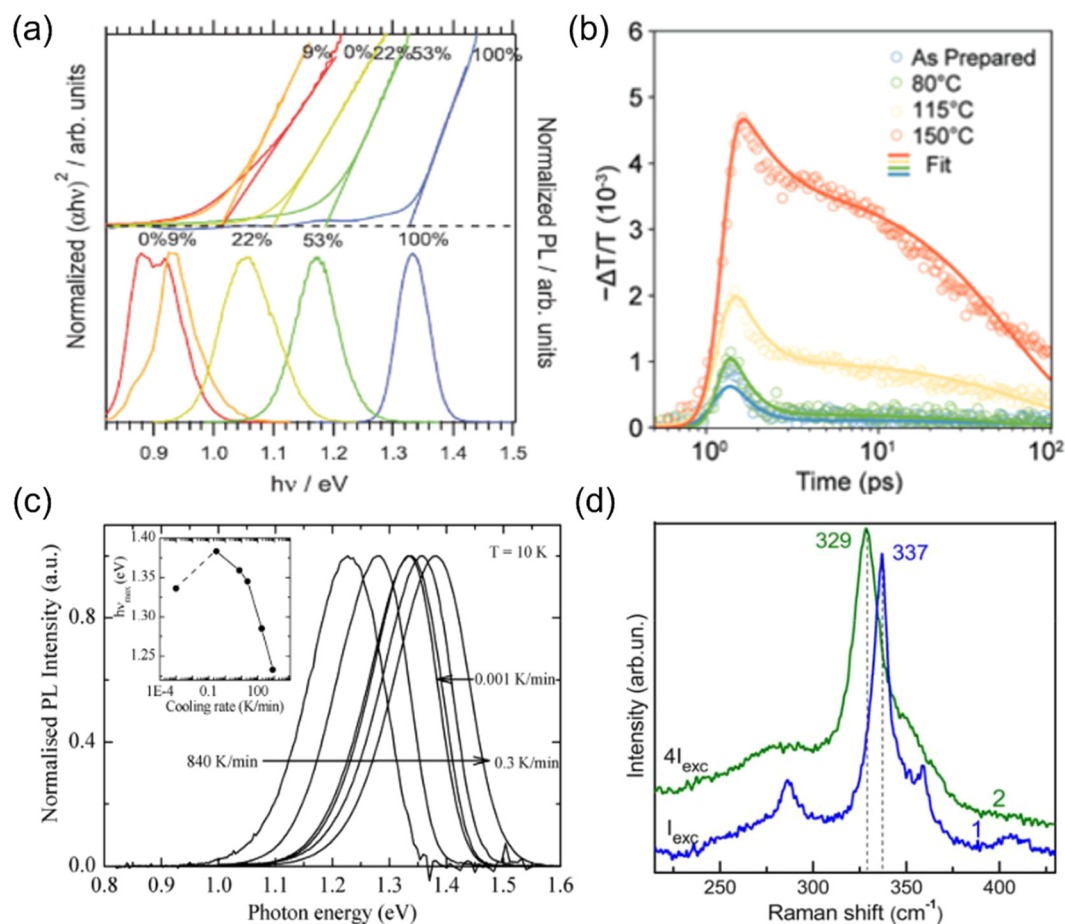 (a)
Normalized (αhν)² / arb. units
9% 0% 22% 53% 100%
0% 9% 22% 53% 100%
Normalized PL / arb. units
0.9 1.0 1.1 1.2 1.3 1.4 1.5
hν / eV
(b)
−ΔT/T (10⁻³)
6
5
4
3
2
1
0
As Prepared
80°C
115°C
150°C
Fit
10⁰ 10¹ 10²
Time (ps)
(c)
Normalised PL Intensity (a.u.)
0.8
0.4
0.0
T = 10 K
hν_max (eV)
1.40
1.35
1.30
1.25
1E-4 0.1 100
Cooling rate (K/min)
0.001 K/min
840 K/min
0.3 K/min
0.8 0.9 1.0 1.1 1.2 1.3 1.4 1.5 1.6
Photon energy (eV)
(d)
Intensity (arb.un.)
329
337
4I_exc
2
I_exc
1
250 300 350 400
Raman shift (cm⁻¹)